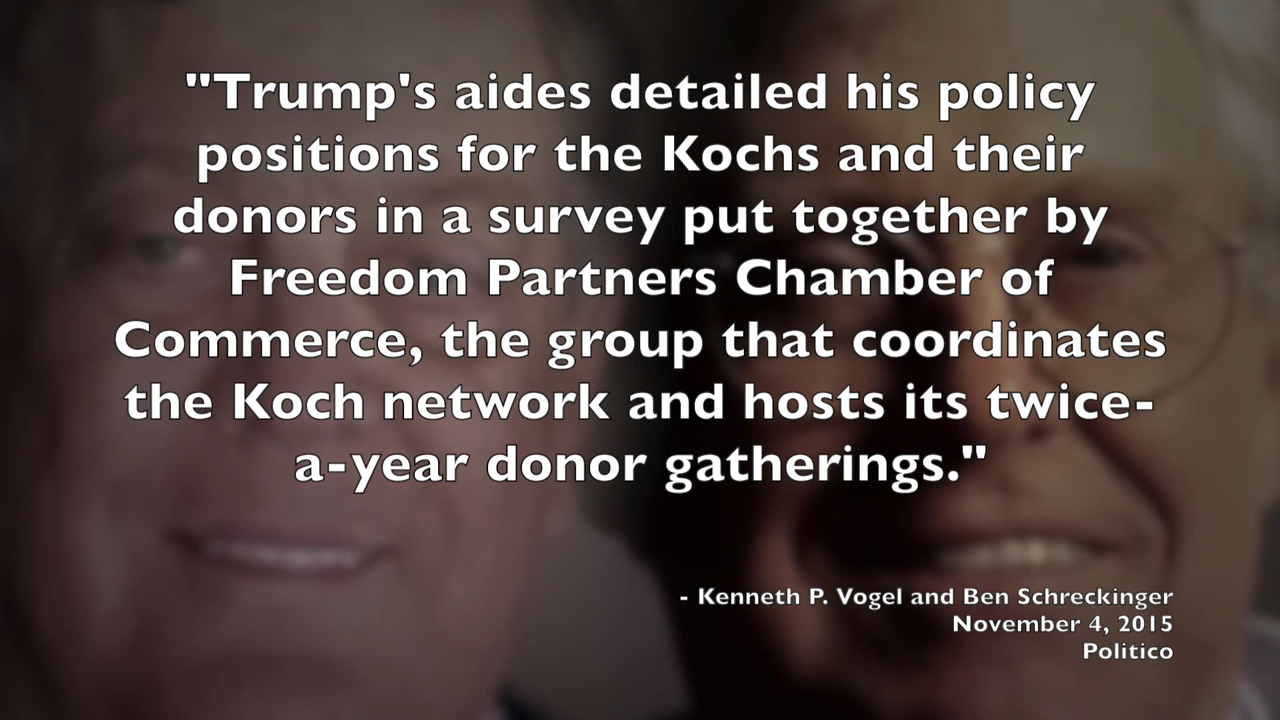 "Trump's aides detailed his policy
positions for the Kochs and their
donors in a survey put together by
Freedom Partners Chamber of
Commerce, the group that coordinates
the Koch network and hosts its twice-
a-year donor gatherings."
- Kenneth P. Vogel and Ben Schreckinger
November 4, 2015
Politico